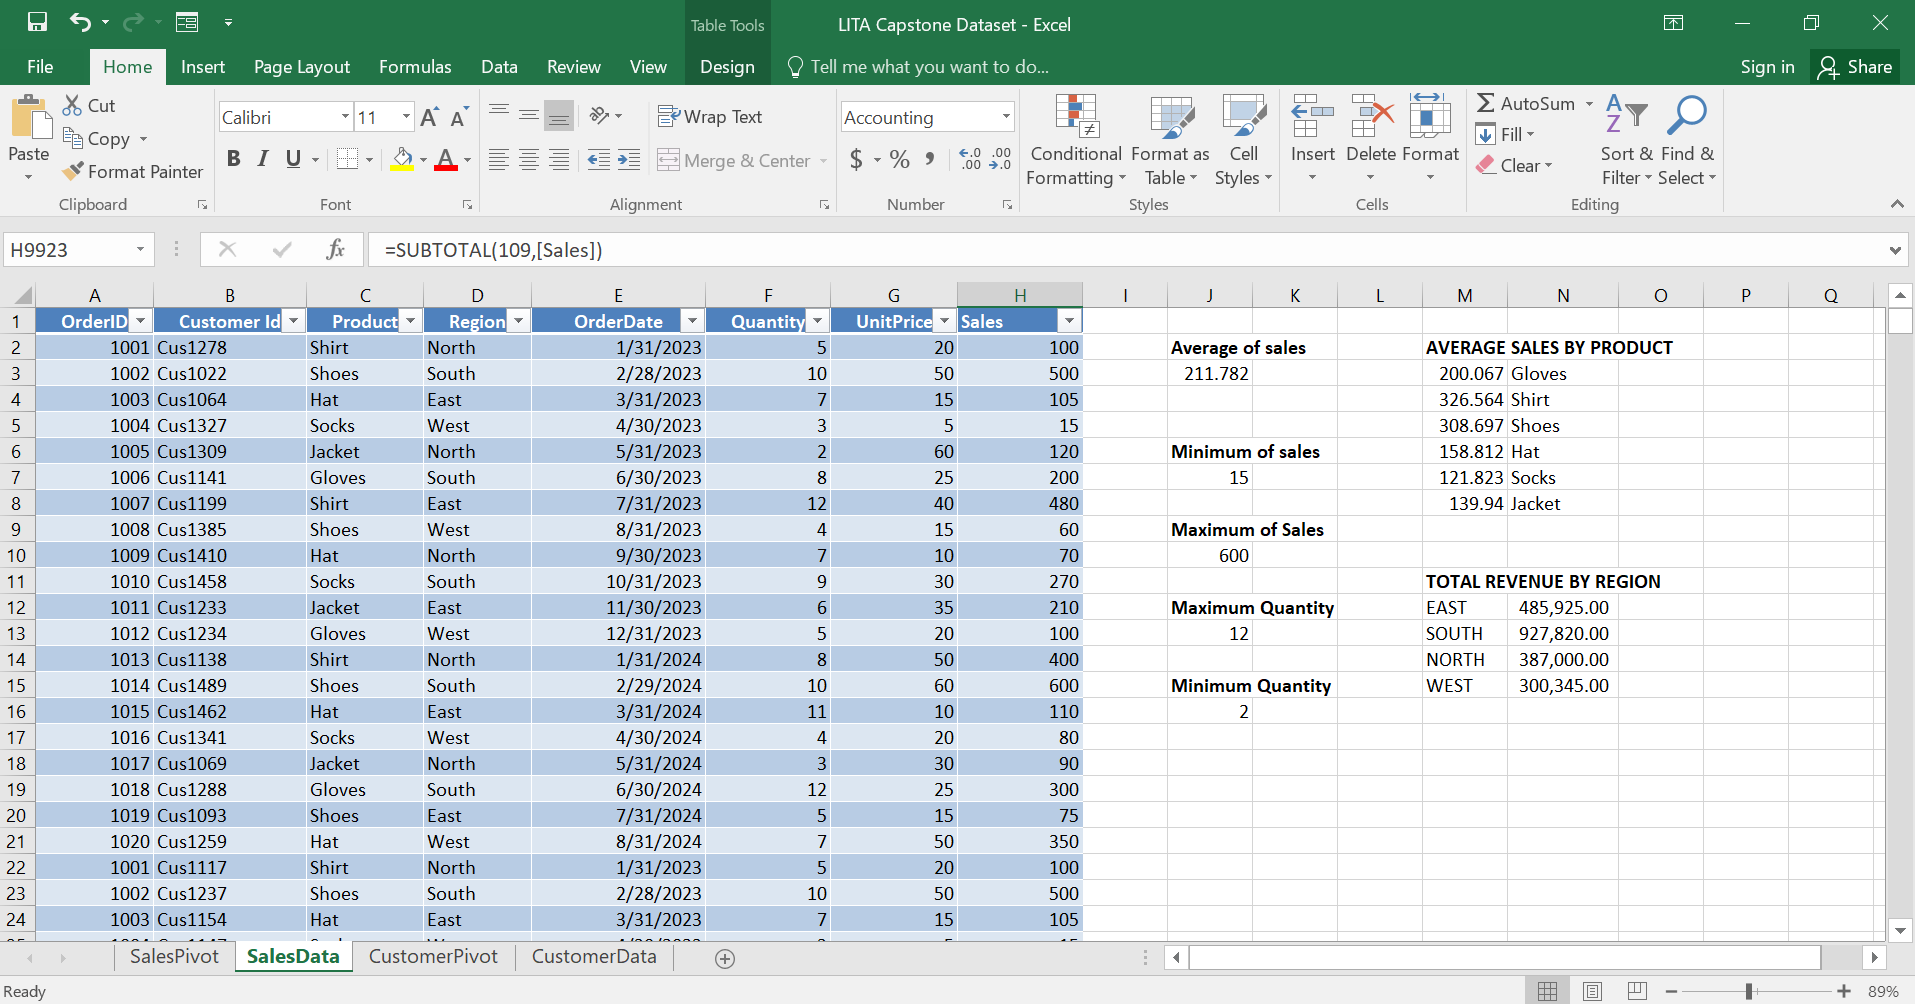 Table Tools
LITA Capstone Dataset - Excel
File Home Insert Page Layout Formulas Data Review View Design Tell me what you want to do... Sign in Share
Paste Cut Copy Format Painter
Calibri 11
B I U
Wrap Text
Merge & Center
Accounting
$ % ,
Conditional Formatting
Format as Table
Cell Styles
Insert Delete Format
AutoSum Fill Clear
Sort & Filter
Find & Select
Clipboard Font Alignment Number Styles Cells Editing
H9923 fx =SUBTOTAL(109,[Sales])
A B C D E F G H I J K L M N O P Q
1 OrderID Customer Id Product Region OrderDate Quantity UnitPrice Sales
2 1001 Cus1278 Shirt North 1/31/2023 5 20 100 Average of sales AVERAGE SALES BY PRODUCT
3 1002 Cus1022 Shoes South 2/28/2023 10 50 500 211.782 200.067 Gloves
4 1003 Cus1064 Hat East 3/31/2023 7 15 105 326.564 Shirt
5 1004 Cus1327 Socks West 4/30/2023 3 5 15 308.697 Shoes
6 1005 Cus1309 Jacket North 5/31/2023 2 60 120 Minimum of sales 158.812 Hat
7 1006 Cus1141 Gloves South 6/30/2023 8 25 200 15 121.823 Socks
8 1007 Cus1199 Shirt East 7/31/2023 12 40 480 139.94 Jacket
9 1008 Cus1385 Shoes West 8/31/2023 4 15 60 Maximum of Sales
10 1009 Cus1410 Hat North 9/30/2023 7 10 70 600
11 1010 Cus1458 Socks South 10/31/2023 9 30 270 TOTAL REVENUE BY REGION
12 1011 Cus1233 Jacket East 11/30/2023 6 35 210 Maximum Quantity EAST 485,925.00
13 1012 Cus1234 Gloves West 12/31/2023 5 20 100 12 SOUTH 927,820.00
14 1013 Cus1138 Shirt North 1/31/2024 8 50 400 NORTH 387,000.00
15 1014 Cus1489 Shoes South 2/29/2024 10 60 600 Minimum Quantity WEST 300,345.00
16 1015 Cus1462 Hat East 3/31/2024 11 10 110 2
17 1016 Cus1341 Socks West 4/30/2024 4 20 80
18 1017 Cus1069 Jacket North 5/31/2024 3 30 90
19 1018 Cus1288 Gloves South 6/30/2024 12 25 300
20 1019 Cus1093 Shoes East 7/31/2024 5 15 75
21 1020 Cus1259 Hat West 8/31/2024 7 50 350
22 1001 Cus1117 Shirt North 1/31/2023 5 20 100
23 1002 Cus1237 Shoes South 2/28/2023 10 50 500
24 1003 Cus1154 Hat East 3/31/2023 7 15 105
SalesPivot SalesData CustomerPivot CustomerData
Ready 89%